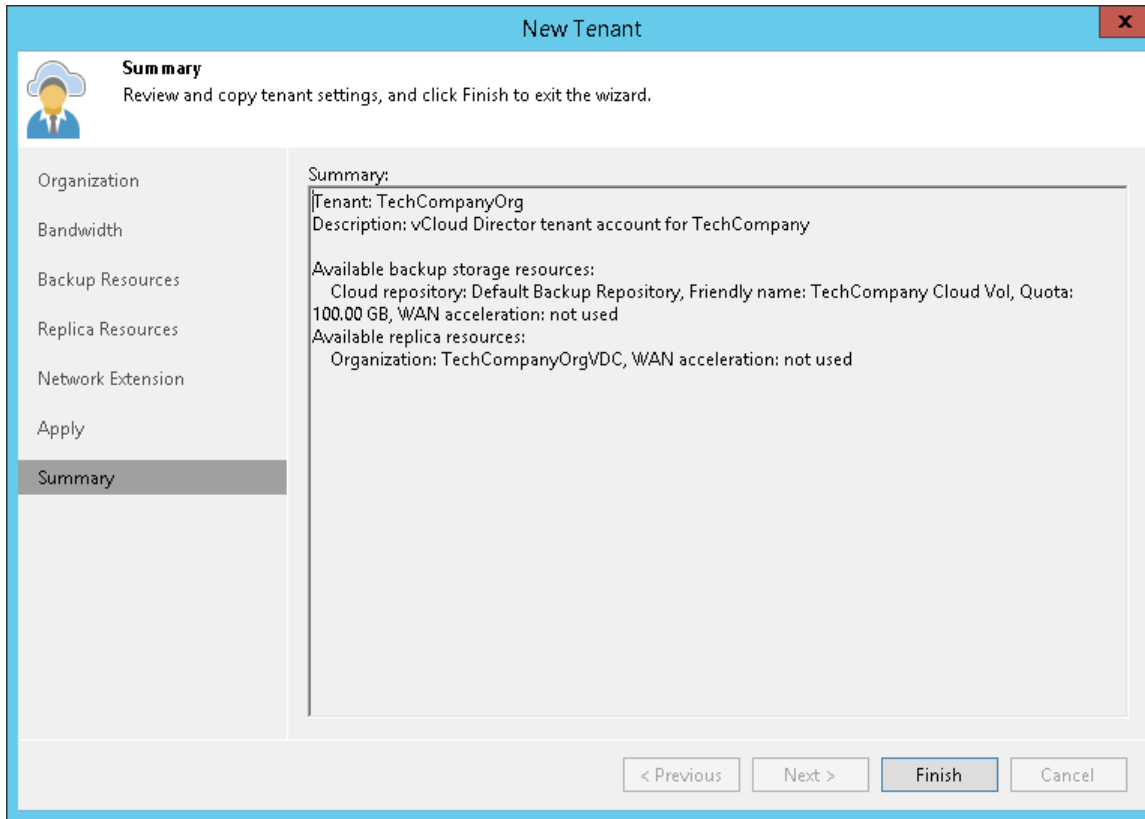 New Tenant
x
Summary
Review and copy tenant settings, and click Finish to exit the wizard.
Organization
Bandwidth
Backup Resources
Replica Resources
Network Extension
Apply
Summary
Summary:
Tenant: TechCompanyOrg
Description: vCloud Director tenant account for TechCompany
Available backup storage resources:
Cloud repository: Default Backup Repository, Friendly name: TechCompany Cloud Vol, Quota:
100.00 GB, WAN acceleration: not used
Available replica resources:
Organization: TechCompanyOrgVDC, WAN acceleration: not used
< Previous
Next >
Finish
Cancel